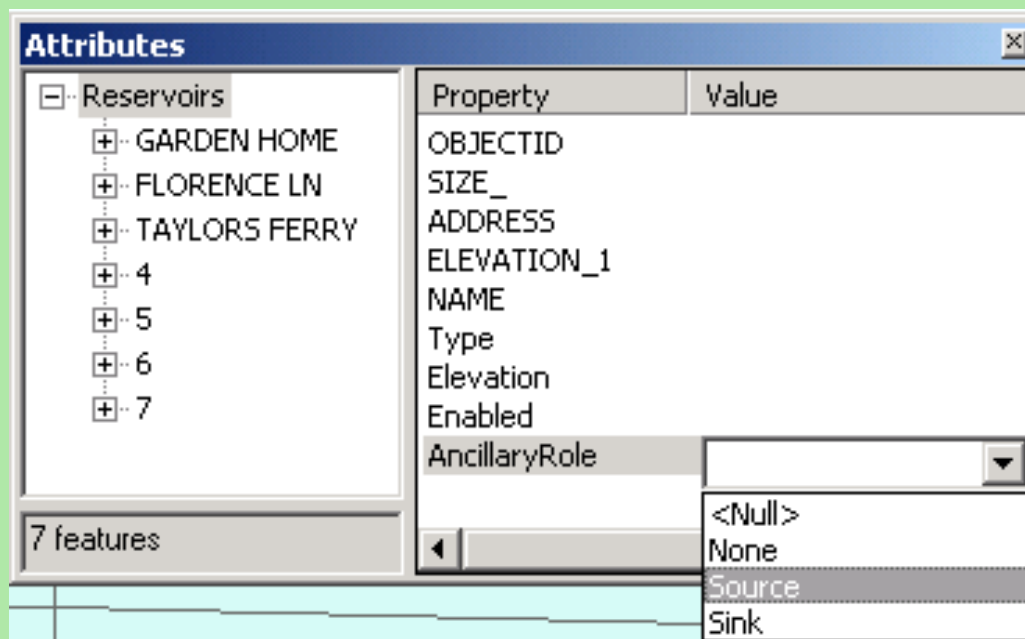 Attributes
Reservoirs
GARDEN HOME
FLORENCE LN
TAYLORS FERRY
4
5
6
7
7 features
Property Value
OBJECTID
SIZE_
ADDRESS
ELEVATION_1
NAME
Type
Elevation
Enabled
AncillaryRole
<Null>
None
Source
Sink